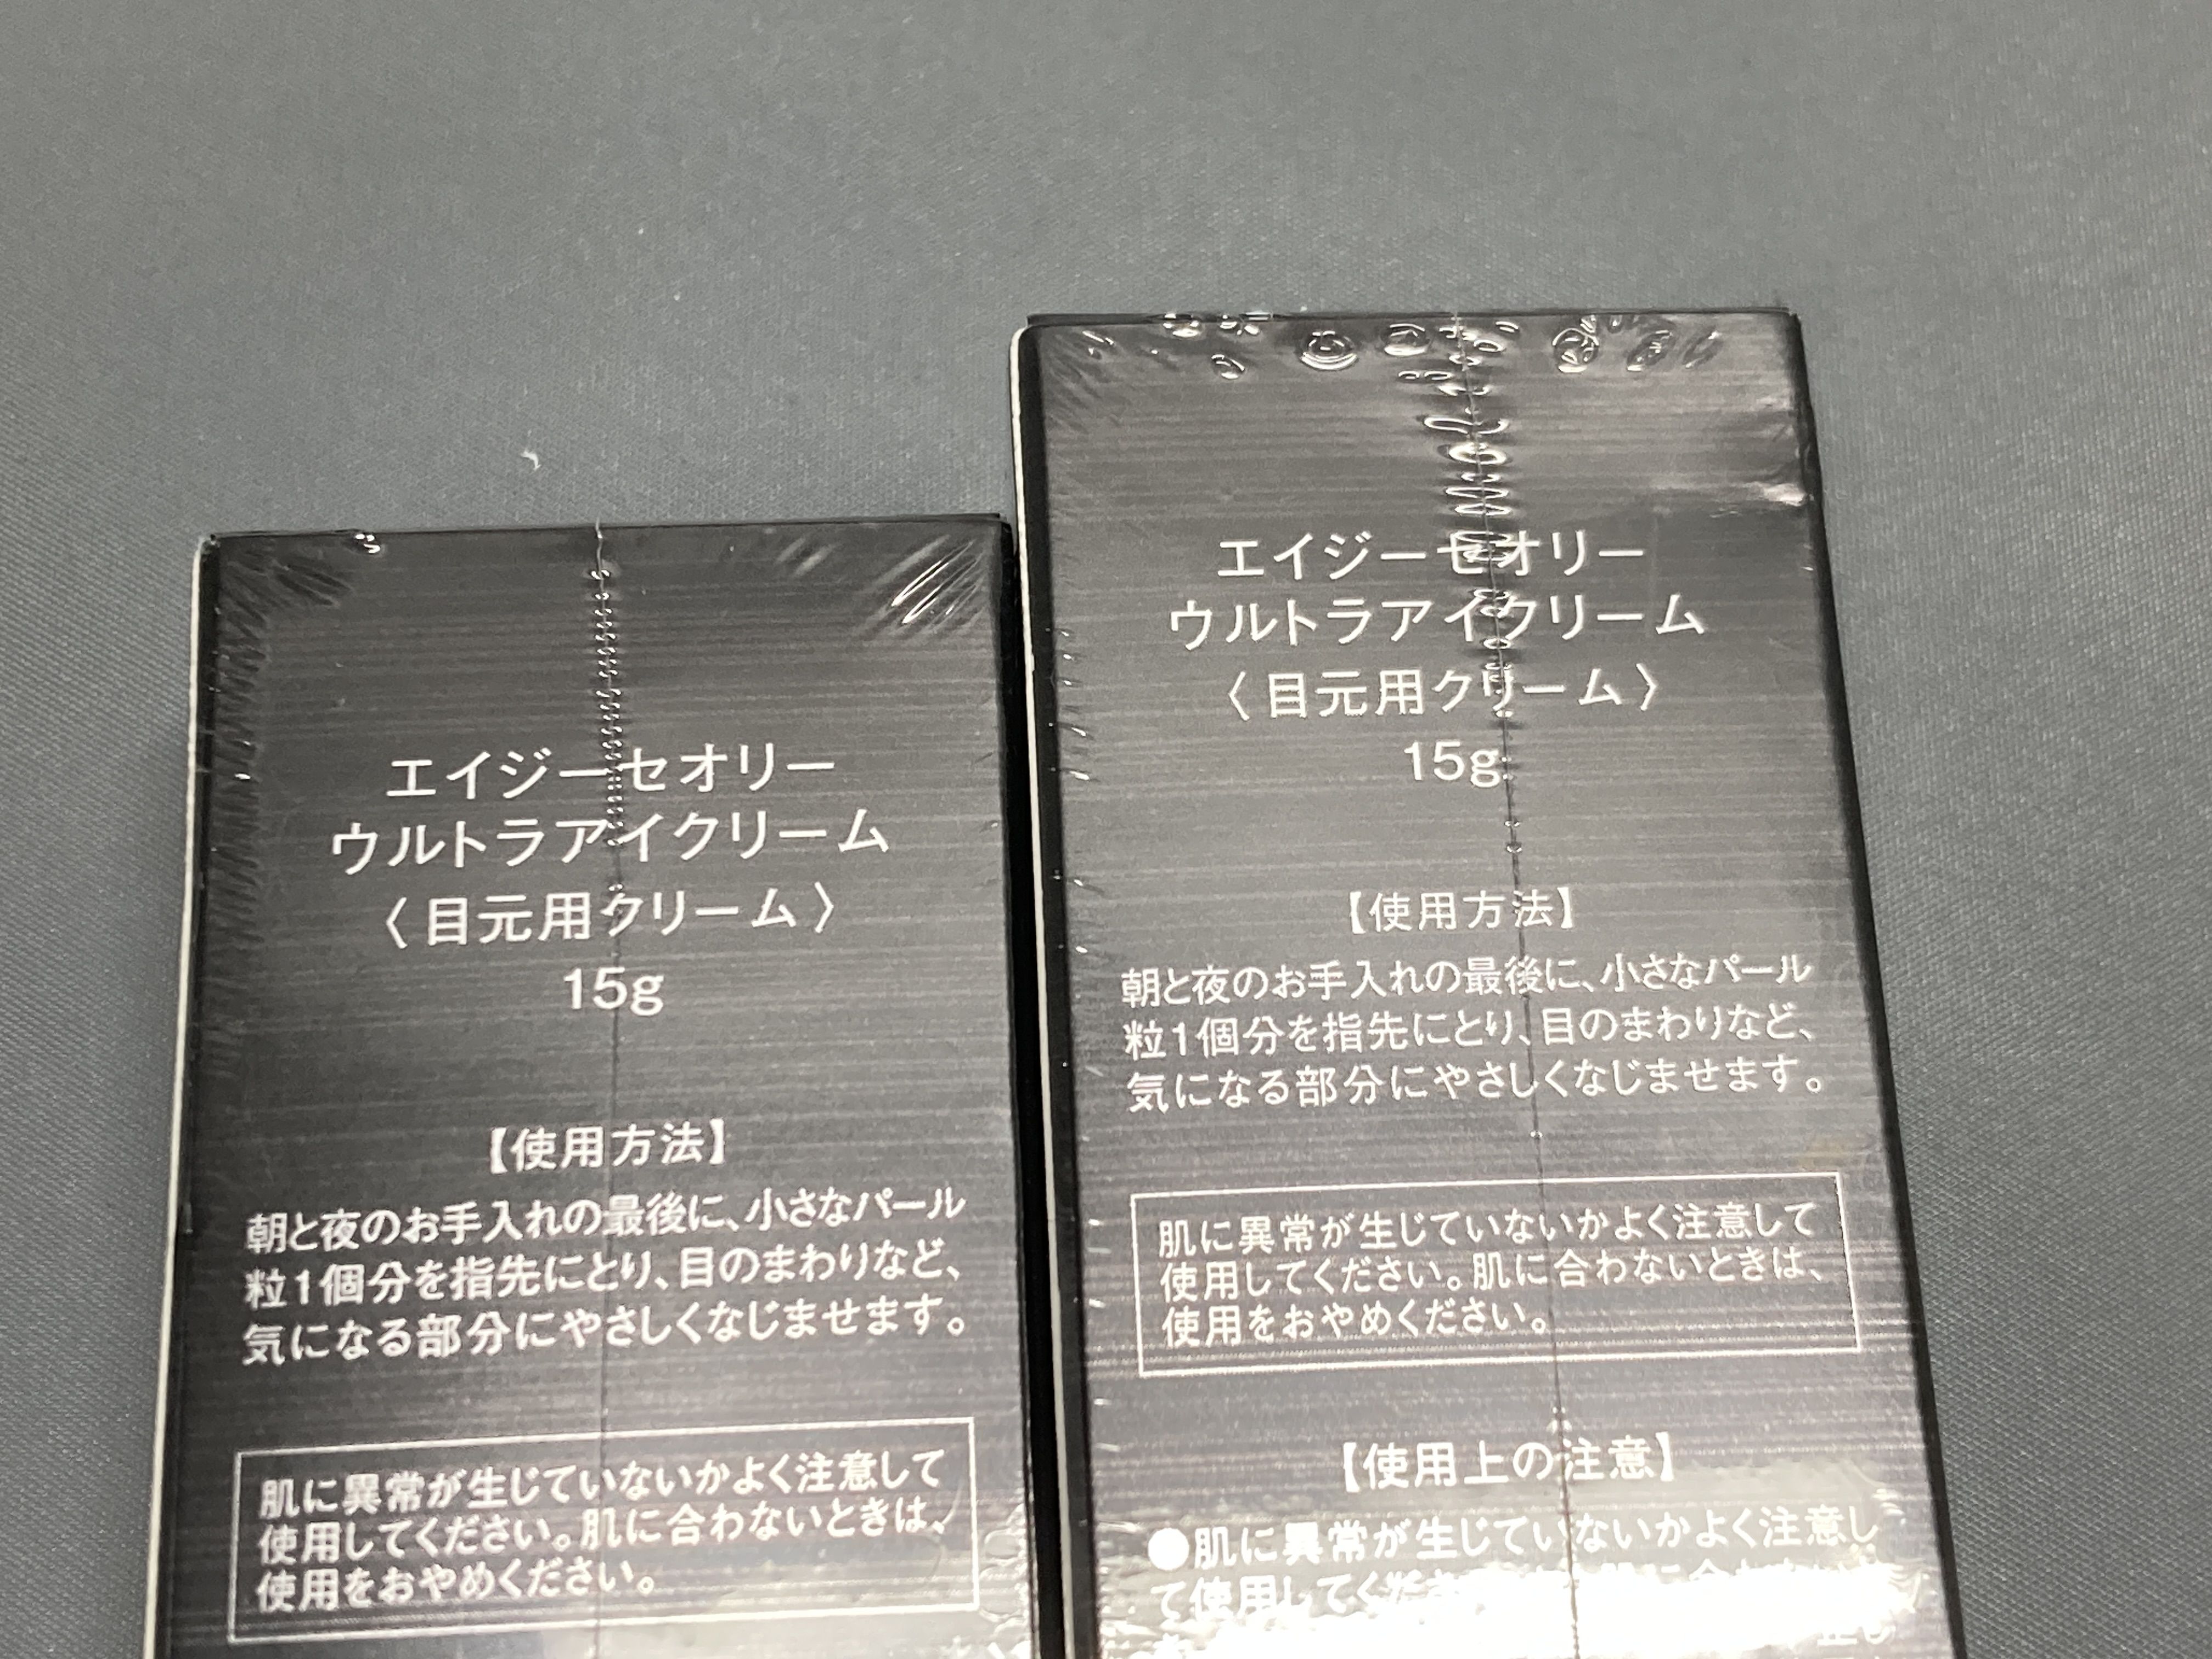 エイジーセオリー
ウルトラアイクリーム
〈目元用クリーム〉
15g
【使用方法】
朝と夜のお手入れの最後に、小さなパール
粒1個分を指先にとり、目のまわりなど、
気になる部分にやさしくなじませます。
肌に異常が生じていないかよく注意して
使用してください。肌に合わないときは、
使用をおやめください。
エイジーセオリー
ウルトラアイクリーム
〈目元用クリーム〉
15g
【使用方法】
朝と夜のお手入れの最後に、小さなパール
粒1個分を指先にとり、目のまわりなど、
気になる部分にやさしくなじませます。
肌に異常が生じていないかよく注意して
使用してください。肌に合わないときは、
使用をおやめください。
【使用上の注意】
●肌に異常が生じていないかよく注意し
て使用してくださ